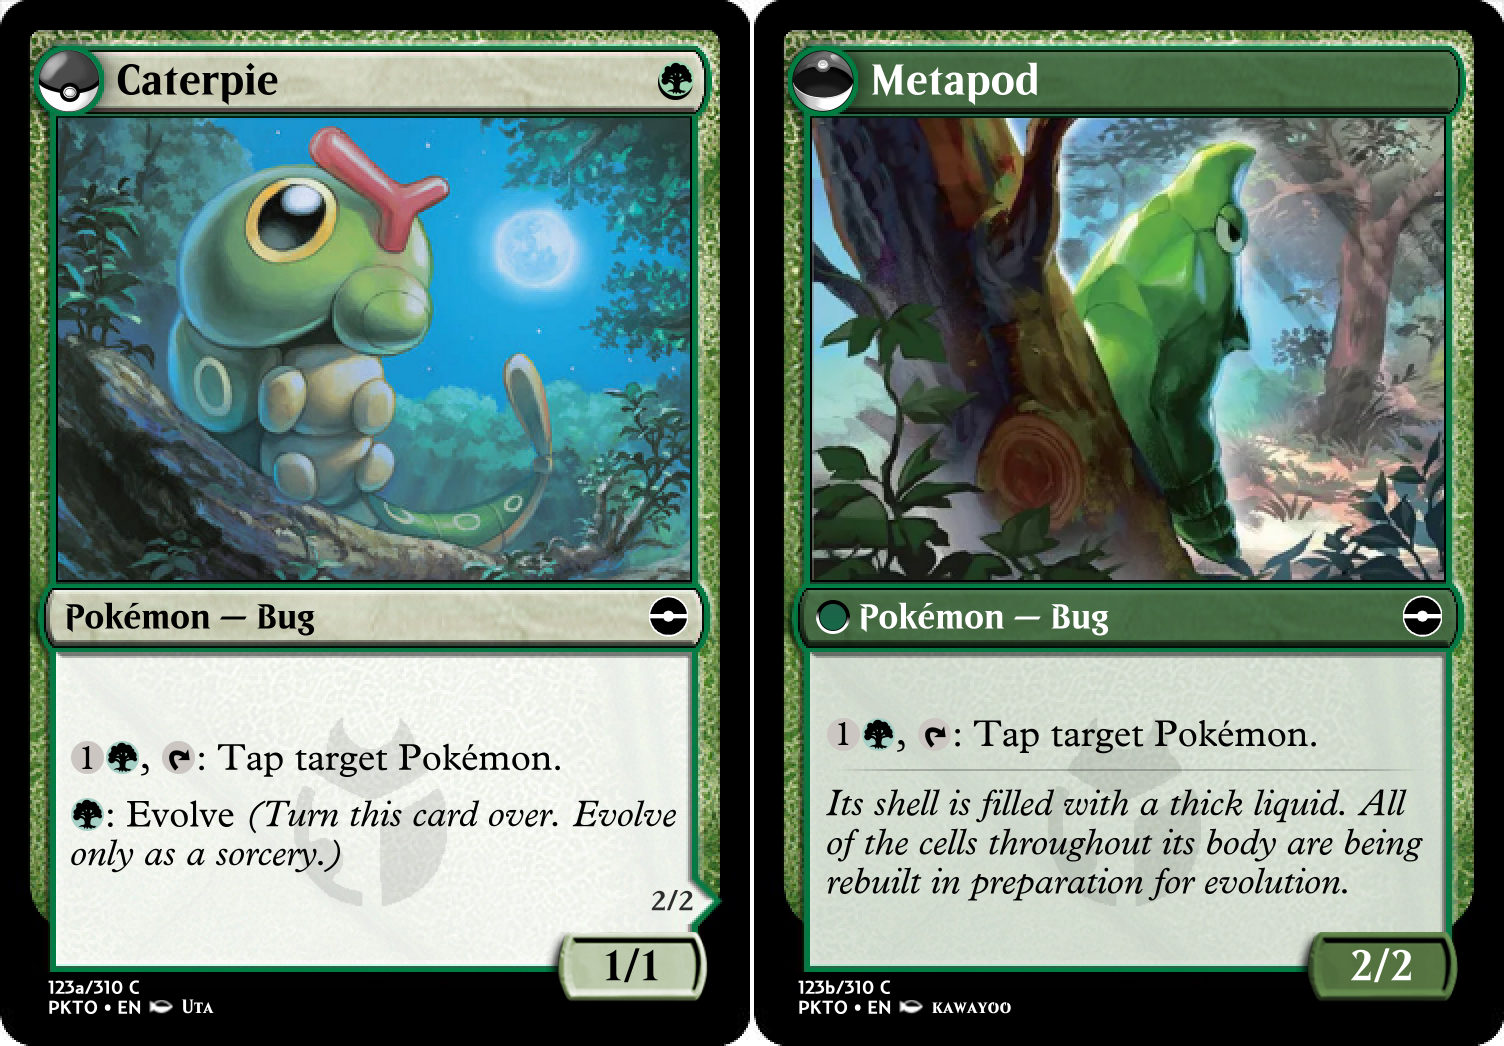 Caterpie
Pokémon — Bug
1, : Tap target Pokémon.
: Evolve (Turn this card over. Evolve
only as a sorcery.)
2/2
1/1
123a/310 C
PKTO • EN Uta
Metapod
Pokémon — Bug
1, : Tap target Pokémon.
Its shell is filled with a thick liquid. All
of the cells throughout its body are being
rebuilt in preparation for evolution.
2/2
123b/310 C
PKTO • EN KAWAYOO